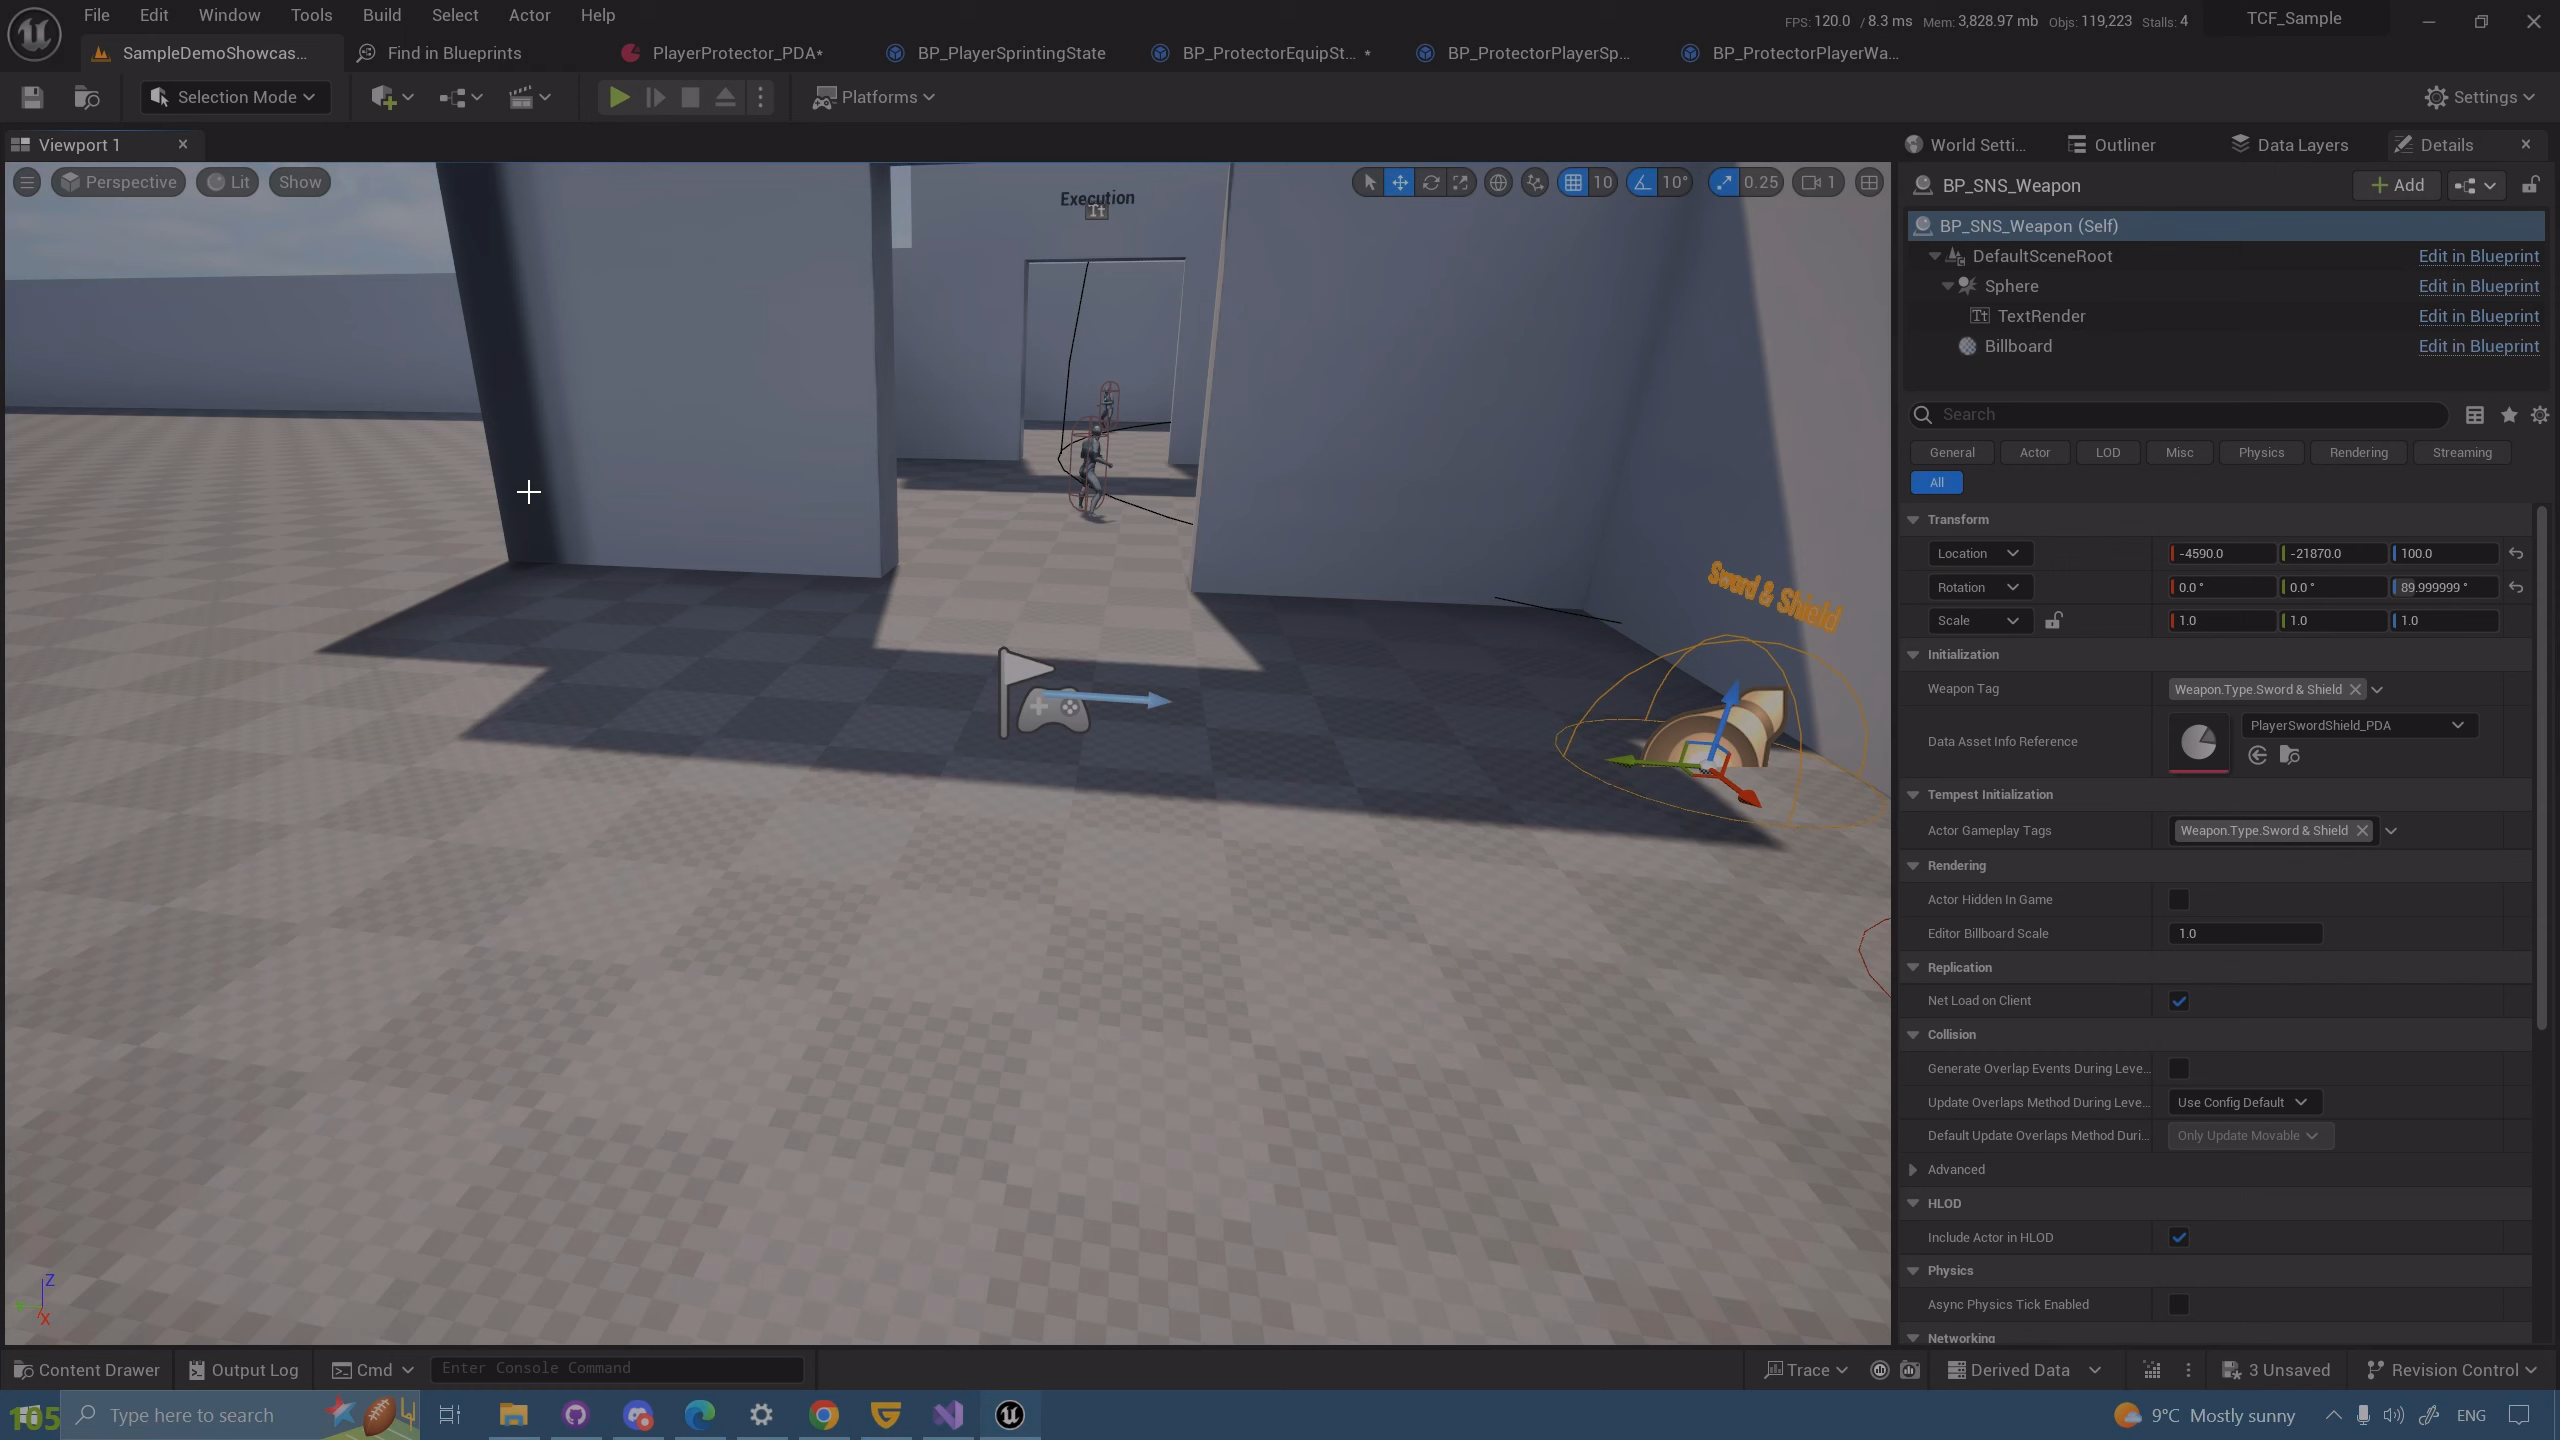 File Edit Window Tools Build Select Actor Help
FPS: 120.0 / 8.3 ms Mem: 3,828.97 mb Objs: 119,223 Stalls: 4
TCF_Sample
SampleDemoShowcas...
Find in Blueprints
PlayerProtector_PDA*
BP_PlayerSprintingState
BP_ProtectorEquipSt... *
BP_ProtectorPlayerSp...
BP_ProtectorPlayerWa...
Selection Mode
Platforms
Settings
Viewport 1
World Setti...
Outliner
Data Layers
Details
Perspective
Lit
Show
10
10°
0.25
1
Execution
Tt
Sword & Shield
Z
X
BP_SNS_Weapon
Add
BP_SNS_Weapon (Self)
DefaultSceneRoot Edit in Blueprint
Sphere Edit in Blueprint
Tt TextRender Edit in Blueprint
Billboard Edit in Blueprint
Search
General Actor LOD Misc Physics Rendering Streaming
All
Transform
Location -4590.0 -21870.0 100.0
Rotation 0.0 ° 0.0 ° 89.999999 °
Scale 1.0 1.0 1.0
Initialization
Weapon Tag Weapon.Type.Sword & Shield
Data Asset Info Reference PlayerSwordShield_PDA
Tempest Initialization
Actor Gameplay Tags Weapon.Type.Sword & Shield
Rendering
Actor Hidden In Game
Editor Billboard Scale 1.0
Replication
Net Load on Client
Collision
Generate Overlap Events During Leve...
Update Overlaps Method During Leve... Use Config Default
Default Update Overlaps Method Duri... Only Update Movable
Advanced
HLOD
Include Actor in HLOD
Physics
Async Physics Tick Enabled
Networking
Content Drawer
Output Log
Cmd
Enter Console Command
Trace
Derived Data
3 Unsaved
Revision Control
105
Type here to search
9°C Mostly sunny
ENG